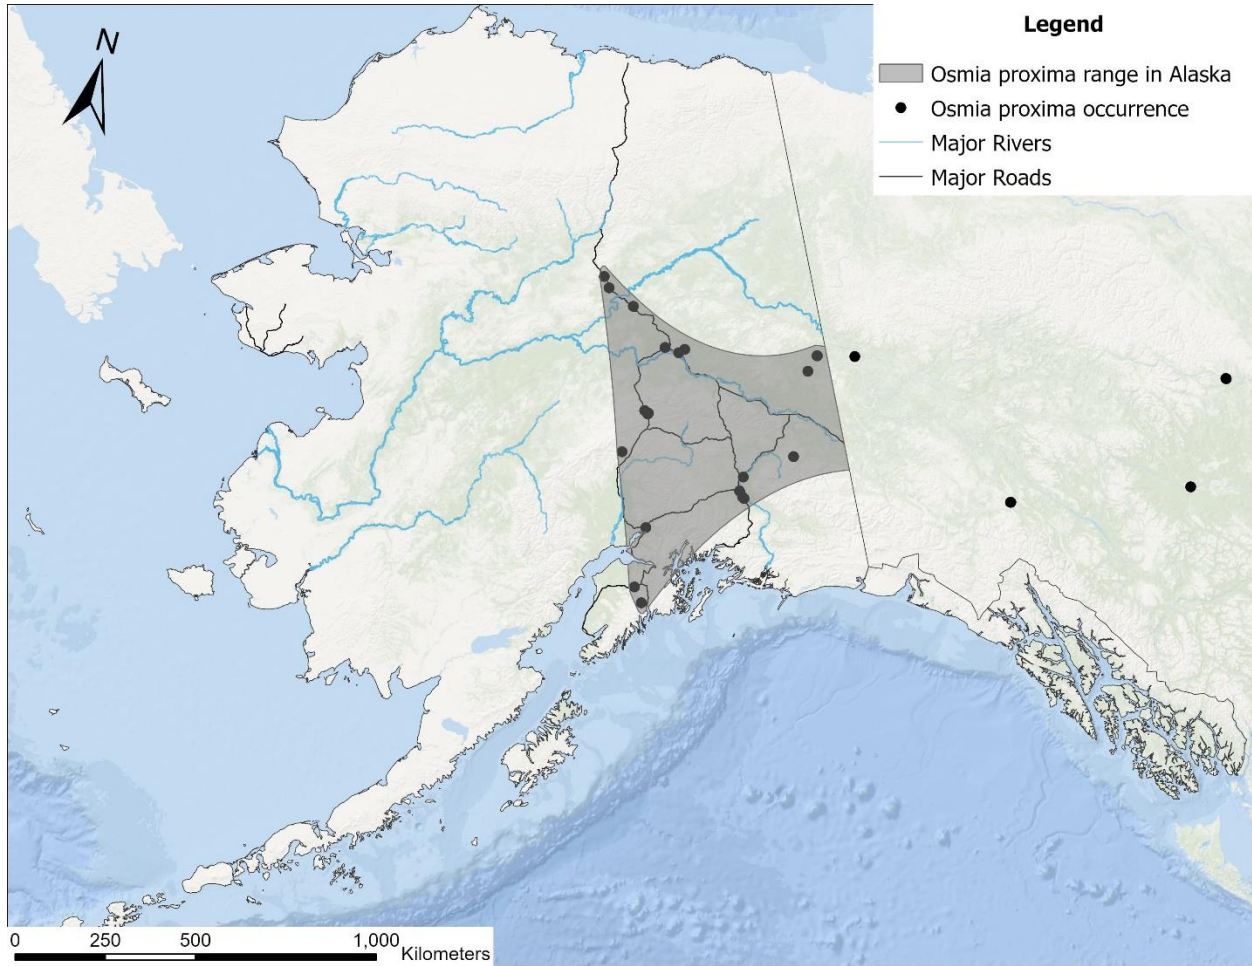 Legend
Osmia proxima range in Alaska
Osmia proxima occurrence
Major Rivers
Major Roads
N
0 250 500 1,000
Kilometers